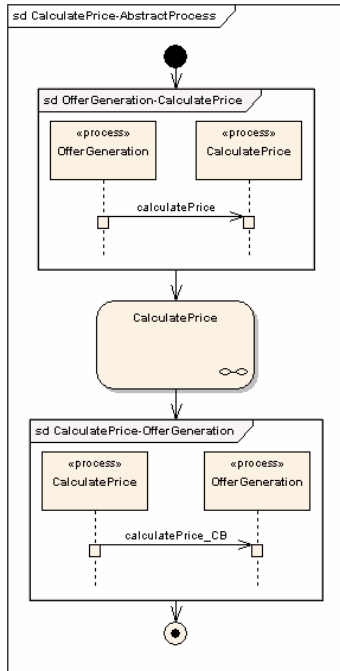 sd CalculatePrice-AbstractProcess
sd OfferGeneration-CalculatePrice
«process» «process»
OfferGeneration CalculatePrice
calculatePrice
CalculatePrice
sd CalculatePrice-OfferGeneration
«process» «process»
CalculatePrice OfferGeneration
calculatePrice_CB